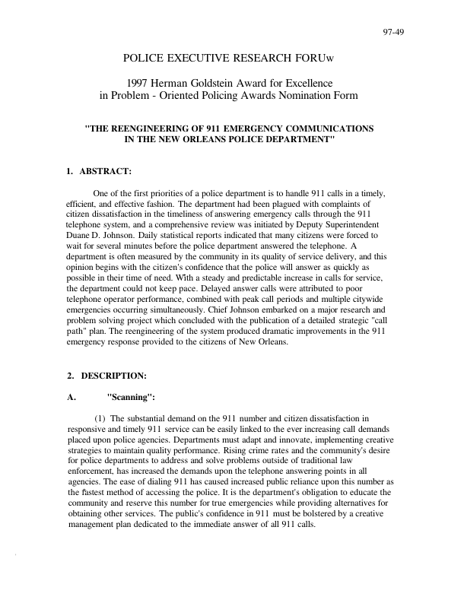 97-49
POLICE EXECUTIVE RESEARCH FORUw
1997 Herman Goldstein Award for Excellence
in Problem - Oriented Policing Awards Nomination Form
"THE REENGINEERING OF 911 EMERGENCY COMMUNICATIONS
IN THE NEW ORLEANS POLICE DEPARTMENT"
1. ABSTRACT:
One of the first priorities of a police department is to handle 911 calls in a timely,
efficient, and effective fashion. The department had been plagued with complaints of
citizen dissatisfaction in the timeliness of answering emergency calls through the 911
telephone system, and a comprehensive review was initiated by Deputy Superintendent
Duane D. Johnson. Daily statistical reports indicated that many citizens were forced to
wait for several minutes before the police department answered the telephone. A
department is often measured by the community in its quality of service delivery, and this
opinion begins with the citizen's confidence that the police will answer as quickly as
possible in their time of need. With a steady and predictable increase in calls for service,
the department could not keep pace. Delayed answer calls were attributed to poor
telephone operator performance, combined with peak call periods and multiple citywide
emergencies occurring simultaneously. Chief Johnson embarked on a major research and
problem solving project which concluded with the publication of a detailed strategic "call
path" plan. The reengineering of the system produced dramatic improvements in the 911
emergency response provided to the citizens of New Orleans.
2. DESCRIPTION:
A. "Scanning":
(1) The substantial demand on the 911 number and citizen dissatisfaction in
responsive and timely 911 service can be easily linked to the ever increasing call demands
placed upon police agencies. Departments must adapt and innovate, implementing creative
strategies to maintain quality performance. Rising crime rates and the community's desire
for police departments to address and solve problems outside of traditional law
enforcement, has increased the demands upon the telephone answering points in all
agencies. The ease of dialing 911 has caused increased public reliance upon this number as
the fastest method of accessing the police. It is the department's obligation to educate the
community and reserve this number for true emergencies while providing alternatives for
obtaining other services. The public's confidence in 911 must be bolstered by a creative
management plan dedicated to the immediate answer of all 911 calls.